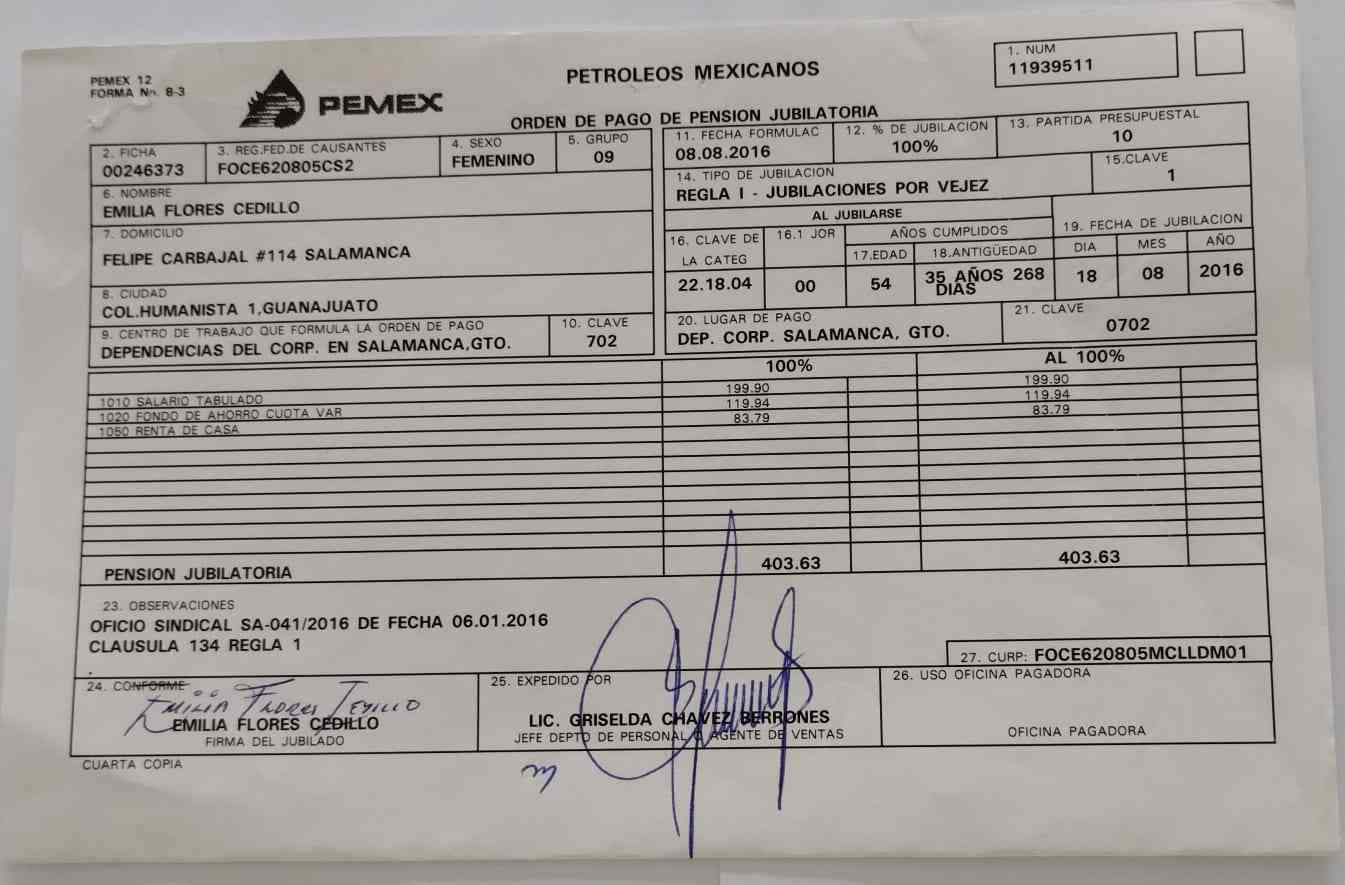 PEMEX 12
FORMA No. 8-3
PEMEX
PETROLEOS MEXICANOS
ORDEN DE PAGO DE PENSION JUBILATORIA
1. NUM
11939511
2. FICHA
00246373
3. REG.FED.DE CAUSANTES
FOCE620805CS2
4. SEXO
FEMENINO
5. GRUPO
09
6. NOMBRE
EMILIA FLORES CEDILLO
7. DOMICILIO
FELIPE CARBAJAL #114 SALAMANCA
8. CIUDAD
COL.HUMANISTA 1,GUANAJUATO
9. CENTRO DE TRABAJO QUE FORMULA LA ORDEN DE PAGO
DEPENDENCIAS DEL CORP. EN SALAMANCA,GTO.
10. CLAVE
702
11. FECHA FORMULAC
08.08.2016
12. % DE JUBILACION
100%
13. PARTIDA PRESUPUESTAL
10
14. TIPO DE JUBILACION
REGLA I - JUBILACIONES POR VEJEZ
15.CLAVE
1
AL JUBILARSE
16. CLAVE DE
LA CATEG
22.18.04
16.1 JOR
00
AÑOS CUMPLIDOS
17.EDAD
54
18.ANTIGÜEDAD
35 AÑOS 268
DIAS
19. FECHA DE JUBILACION
DIA MES AÑO
18 08 2016
20. LUGAR DE PAGO
DEP. CORP. SALAMANCA, GTO.
21. CLAVE
0702
100% AL 100%
1010 SALARIO TABULADO 199.90 199.90
1020 FONDO DE AHORRO CUOTA VAR 119.94 119.94
1050 RENTA DE CASA 83.79 83.79
PENSION JUBILATORIA 403.63 403.63
23. OBSERVACIONES
OFICIO SINDICAL SA-041/2016 DE FECHA 06.01.2016
CLAUSULA 134 REGLA 1
27. CURP: FOCE620805MCLLDM01
24. CONFORME
Emilia Flores Cedillo
EMILIA FLORES CEDILLO
FIRMA DEL JUBILADO
25. EXPEDIDO POR
LIC. GRISELDA CHAVEZ BERRONES
JEFE DEPTO DE PERSONAL O AGENTE DE VENTAS
26. USO OFICINA PAGADORA
OFICINA PAGADORA
CUARTA COPIA